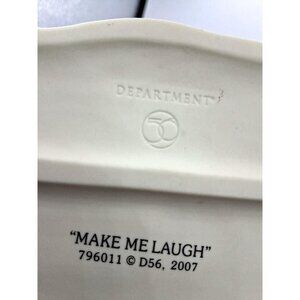 DEPARTMENT
56
"MAKE ME LAUGH"
796011 © D56, 2007